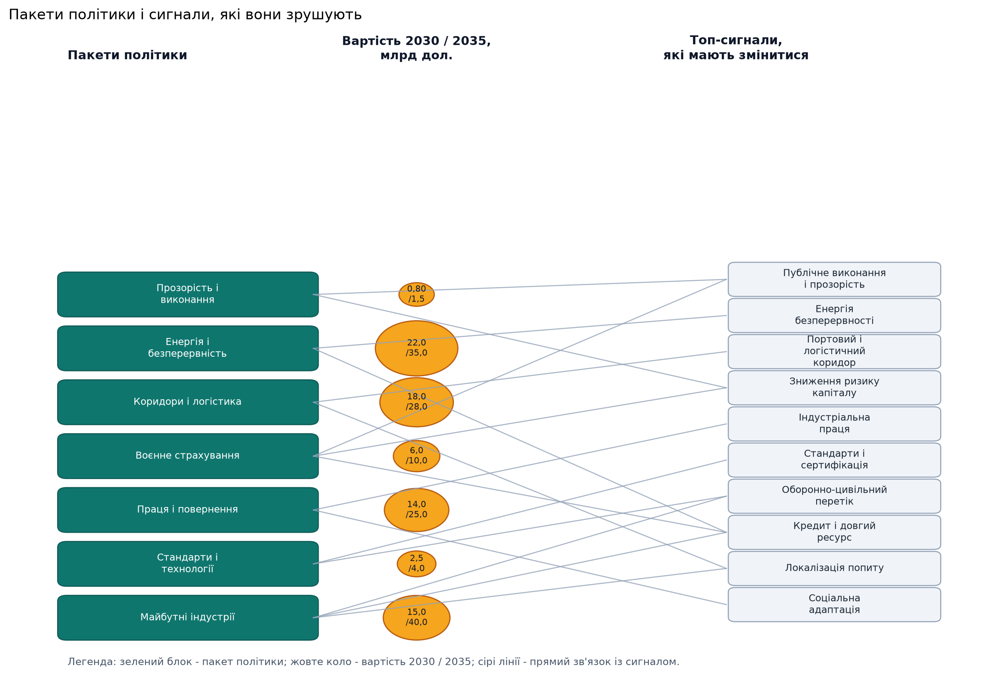 Пакети політики і сигнали, які вони зрушують
Пакети політики
Вартість 2030 / 2035,
млрд дол.
Топ-сигнали,
які мають змінитися
Прозорість і
виконання
Енергія і
безперервність
Коридори і логістика
Воєнне страхування
Праця і повернення
Стандарти і
технології
Майбутні індустрії
0,80
/1,5
22,0
/35,0
18,0
/28,0
6,0
/10,0
14,0
/25,0
2,5
/4,0
15,0
/40,0
Публічне виконання
і прозорість
Енергія
безперервності
Портовий і
логістичний
коридор
Зниження ризику
капіталу
Індустріальна
праця
Стандарти і
сертифікація
Оборонно-цивільний
перетік
Кредит і довгий
ресурс
Локалізація попиту
Соціальна
адаптація
Легенда: зелений блок - пакет політики; жовте коло - вартість 2030 / 2035; сірі лінії - прямий зв'язок із сигналом.